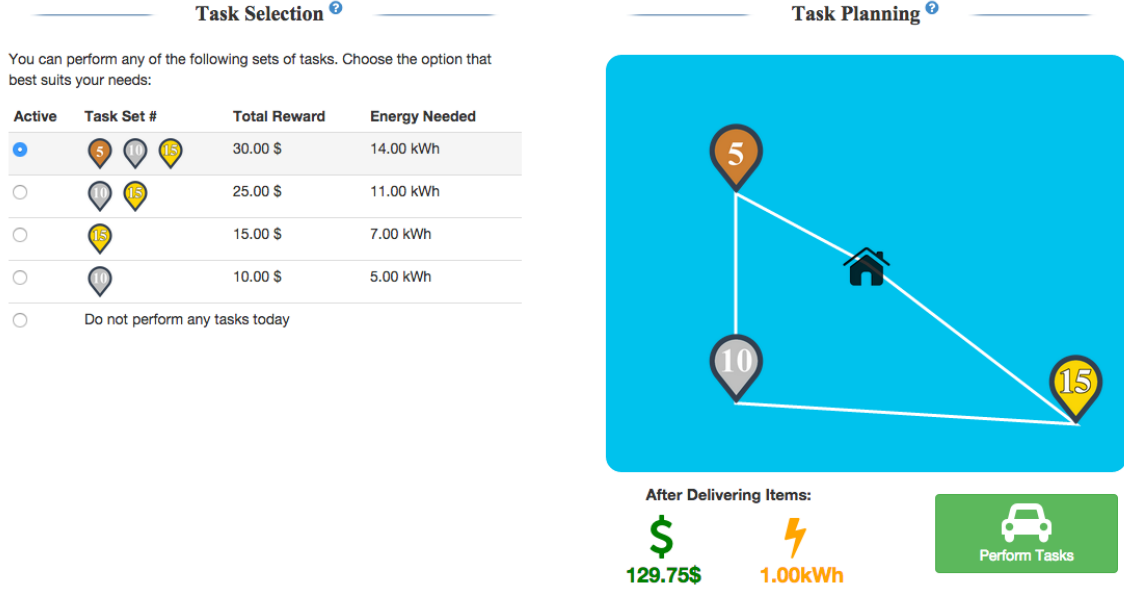 Task Selection ?
You can perform any of the following sets of tasks. Choose the option that
best suits your needs:
Active Task Set # Total Reward Energy Needed
5 10 15 30.00 $ 14.00 kWh
10 15 25.00 $ 11.00 kWh
15 15.00 $ 7.00 kWh
10 10.00 $ 5.00 kWh
Do not perform any tasks today
Task Planning ?
5
10
15
After Delivering Items:
$
129.75$ 1.00kWh
Perform Tasks